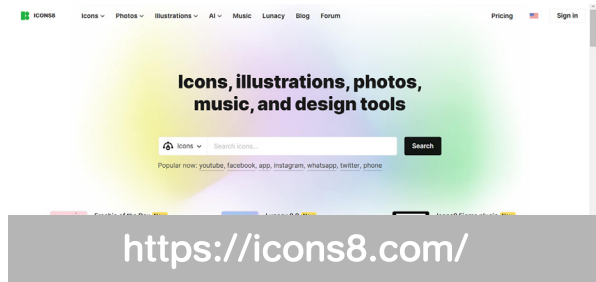 ICONS8 Icons Photos Illustrations AI Music Lunacy Blog Forum Pricing Sign in
Icons, illustrations, photos,
music, and design tools
Icons Search icons... Search
Popular now: youtube, facebook, app, instagram, whatsapp, twitter, phone
https://icons8.com/